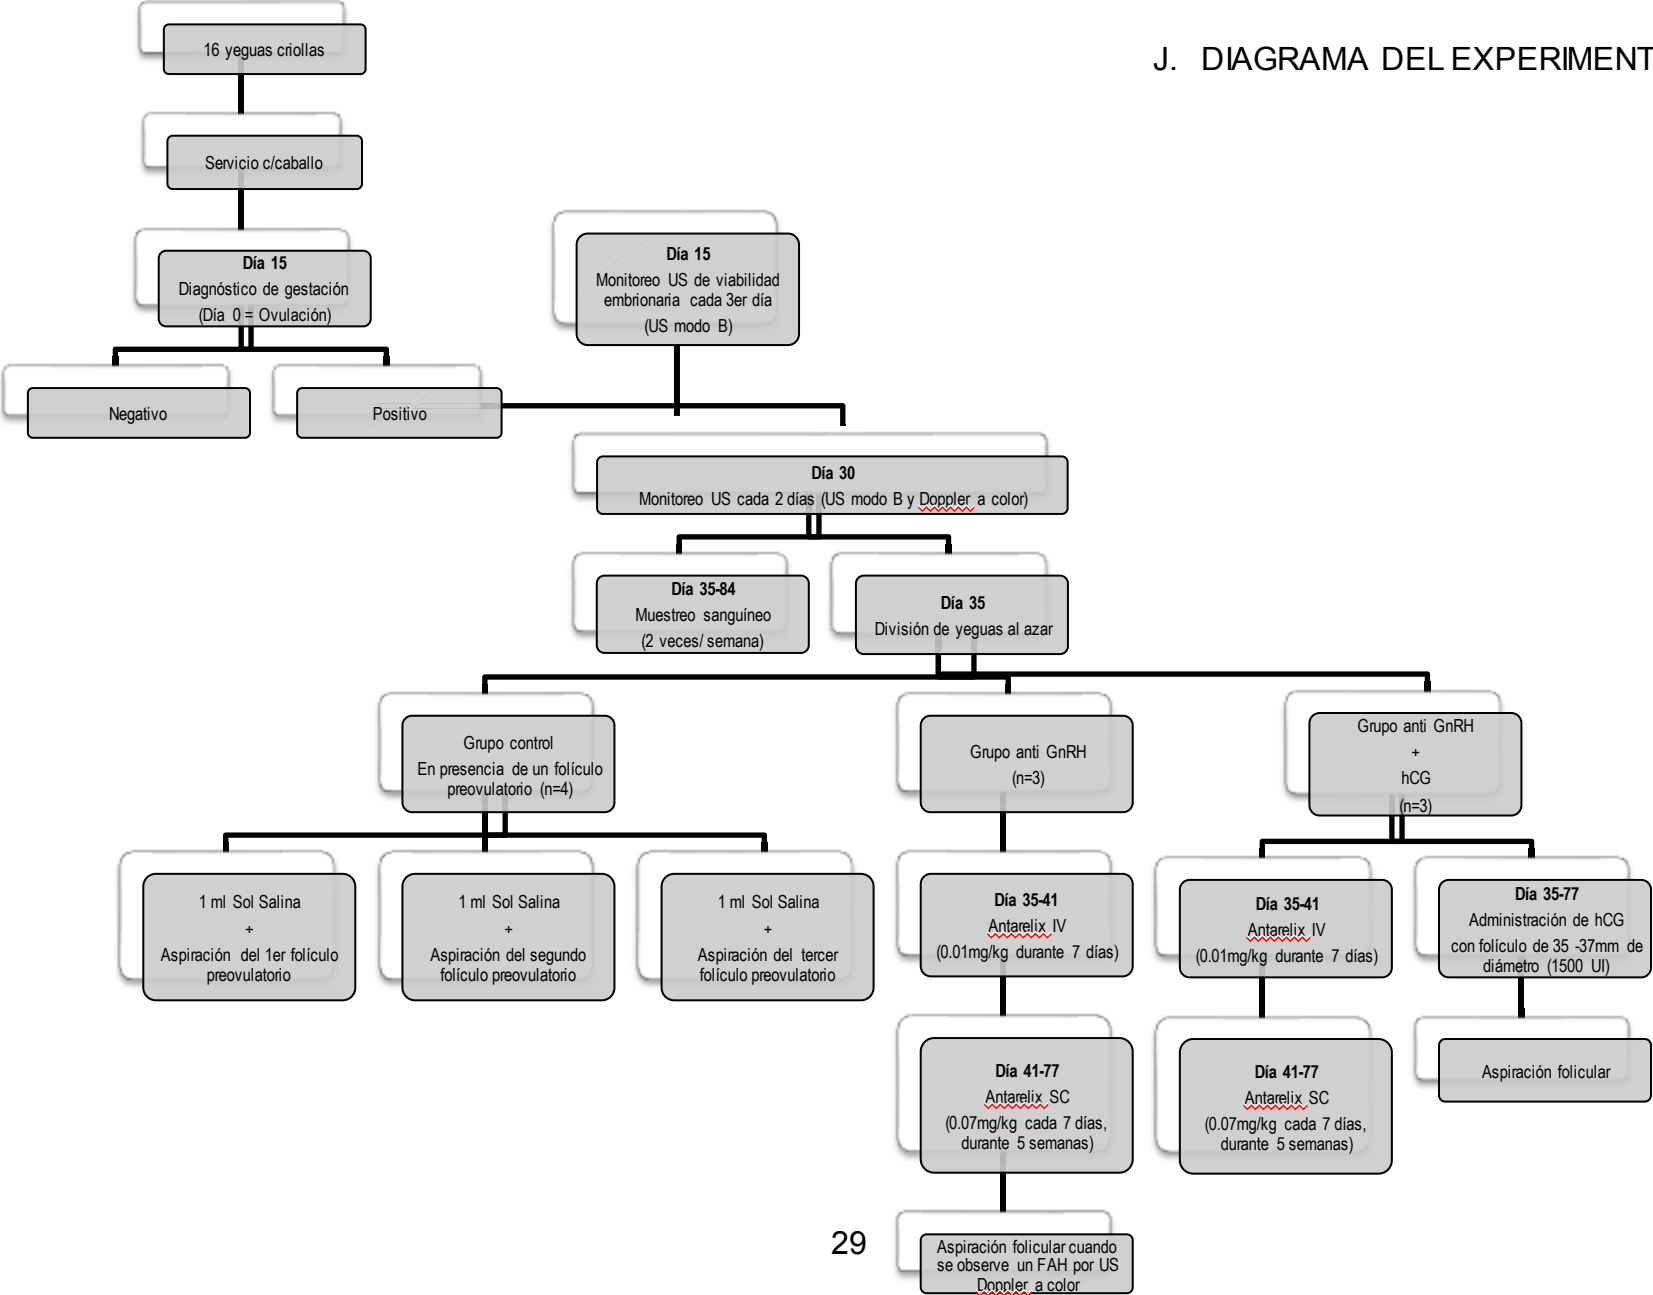 J. DIAGRAMA DEL EXPERIMENT
16 yeguas criollas
Servicio c/caballo
Día 15
Diagnóstico de gestación
(Día 0 = Ovulación)
Día 15
Monitoreo US de viabilidad
embrionaria cada 3er día
(US modo B)
Negativo
Positivo
Día 30
Monitoreo US cada 2 días (US modo B y Doppler a color)
Día 35-84
Muestreo sanguíneo
(2 veces/ semana)
Día 35
División de yeguas al azar
Grupo control
En presencia de un folículo
preovulatorio (n=4)
Grupo anti GnRH
(n=3)
Grupo anti GnRH
+
hCG
(n=3)
1 ml Sol Salina
+
Aspiración del 1er folículo
preovulatorio
1 ml Sol Salina
+
Aspiración del segundo
folículo preovulatorio
1 ml Sol Salina
+
Aspiración del tercer
folículo preovulatorio
Día 35-41
Antarelix IV
(0.01mg/kg durante 7 días)
Día 35-41
Antarelix IV
(0.01mg/kg durante 7 días)
Día 35-77
Administración de hCG
con folículo de 35 -37mm de
diámetro (1500 UI)
Día 41-77
Antarelix SC
(0.07mg/kg cada 7 días,
durante 5 semanas)
Día 41-77
Antarelix SC
(0.07mg/kg cada 7 días,
durante 5 semanas)
Aspiración folicular
Aspiración folicular cuando
se observe un FAH por US
Doppler a color
29